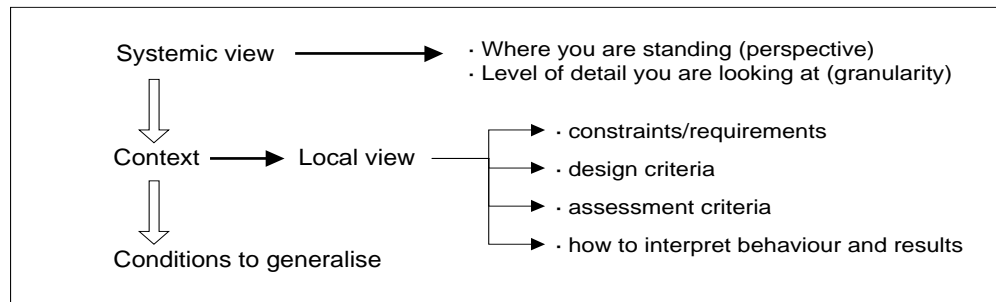 Systemic view
· Where you are standing (perspective)
· Level of detail you are looking at (granularity)
Context
Local view
· constraints/requirements
· design criteria
· assessment criteria
· how to interpret behaviour and results
Conditions to generalise